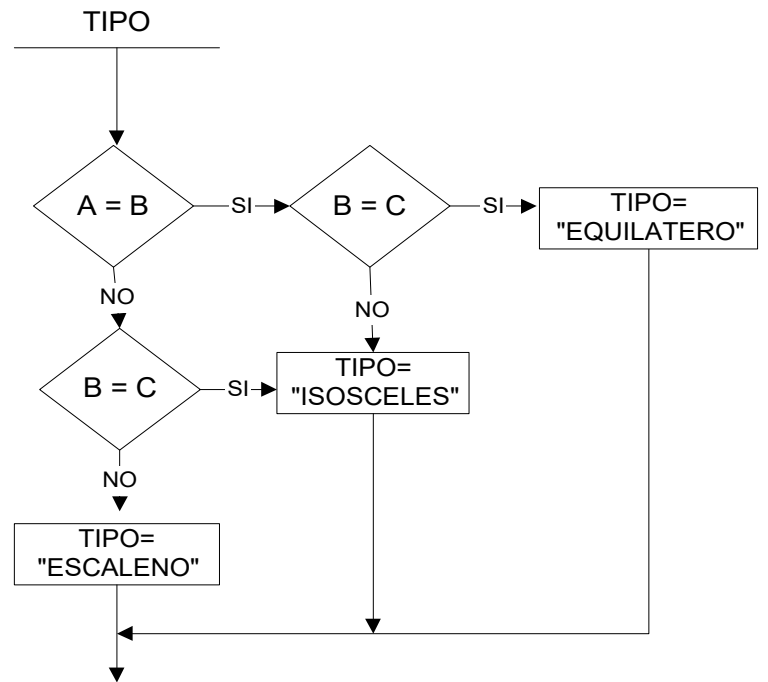 TIPO
A = B
SI
B = C
SI
TIPO=
"EQUILATERO"
NO
NO
B = C
SI
TIPO=
"ISOSCELES"
NO
TIPO=
"ESCALENO"